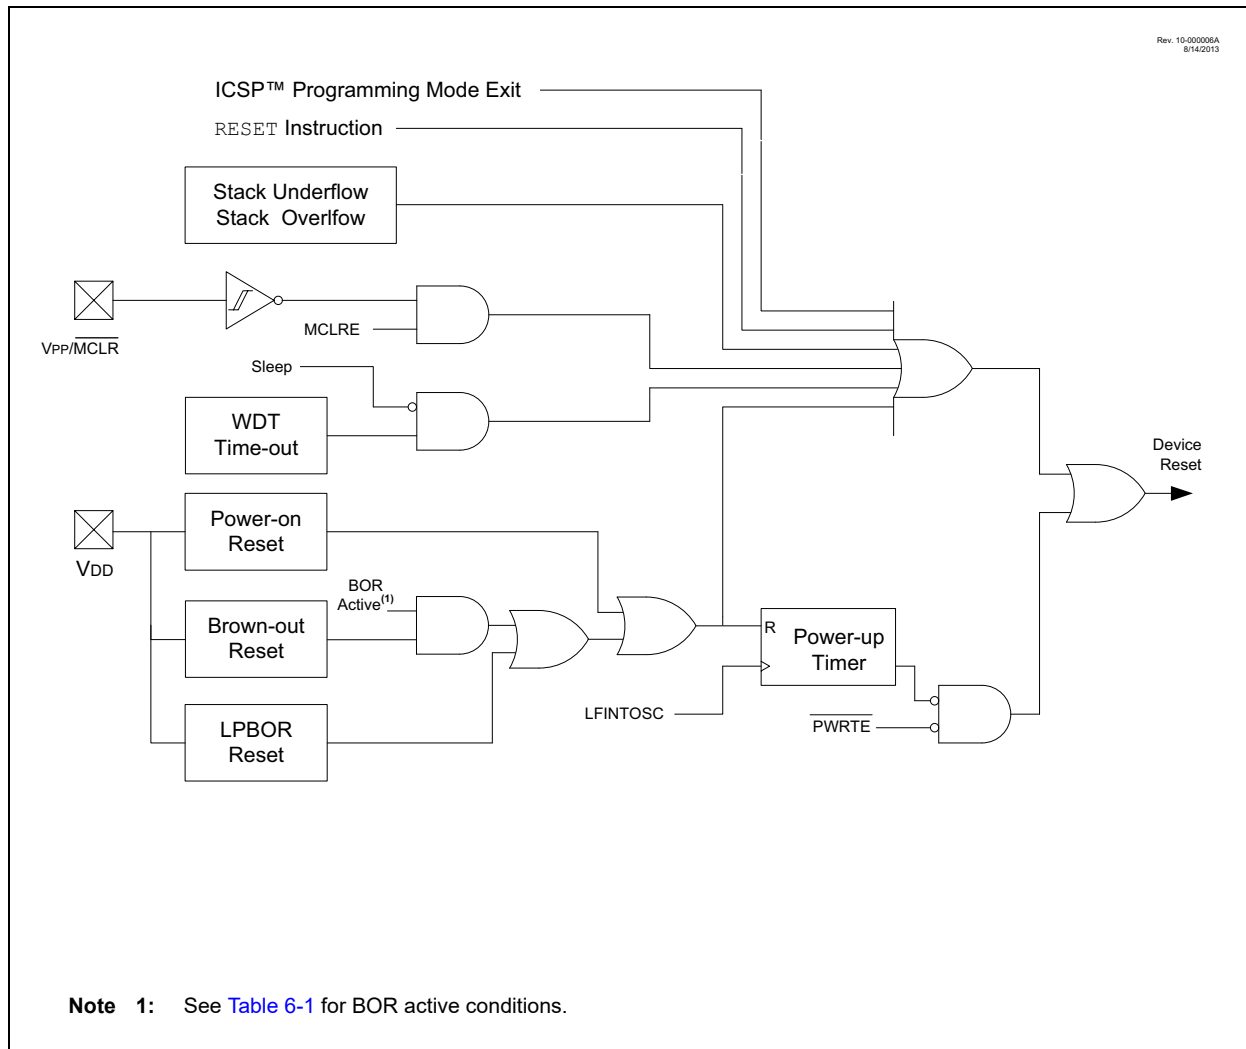 Rev. 10-000006A
8/14/2013
ICSP™ Programming Mode Exit
RESET Instruction
Stack Underflow
Stack Overlfow
VPP/MCLR
MCLRE
Sleep
WDT
Time-out
Device
Reset
VDD
Power-on
Reset
BOR
Active(1)
Brown-out
Reset
R
Power-up
Timer
LFINTOSC
PWRTE
LPBOR
Reset
Note 1: See Table 6-1 for BOR active conditions.